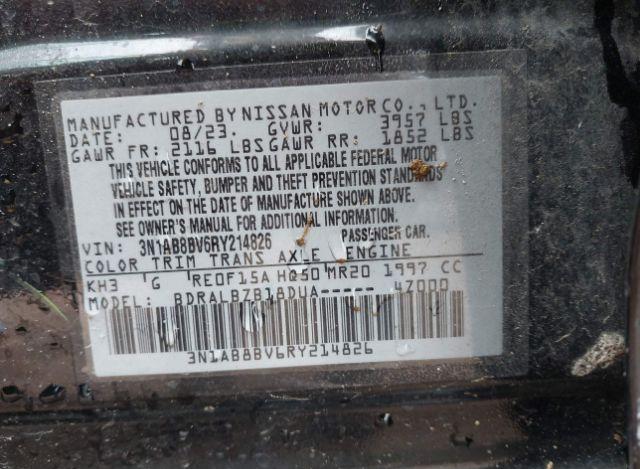 MANUFACTURED BY NISSAN MOTOR CO., LTD.
DATE: 08/23. GVWR: 3957 LBS
GAWR FR: 2116 LBS GAWR RR: 1852 LBS
THIS VEHICLE CONFORMS TO ALL APPLICABLE FEDERAL MOTOR
VEHICLE SAFETY, BUMPER AND THEFT PREVENTION STANDARDS
IN EFFECT ON THE DATE OF MANUFACTURE SHOWN ABOVE.
SEE OWNER'S MANUAL FOR ADDITIONAL INFORMATION.
VIN: 3N1AB8BV6RY214826 PASSENGER CAR.
COLOR TRIM TRANS AXLE ENGINE
KH3 G RE0F15A HQ50 MR20 1997 CC
MODEL: BDRALBZB18DUA----- 4Z000
3N1AB8BV6RY214826